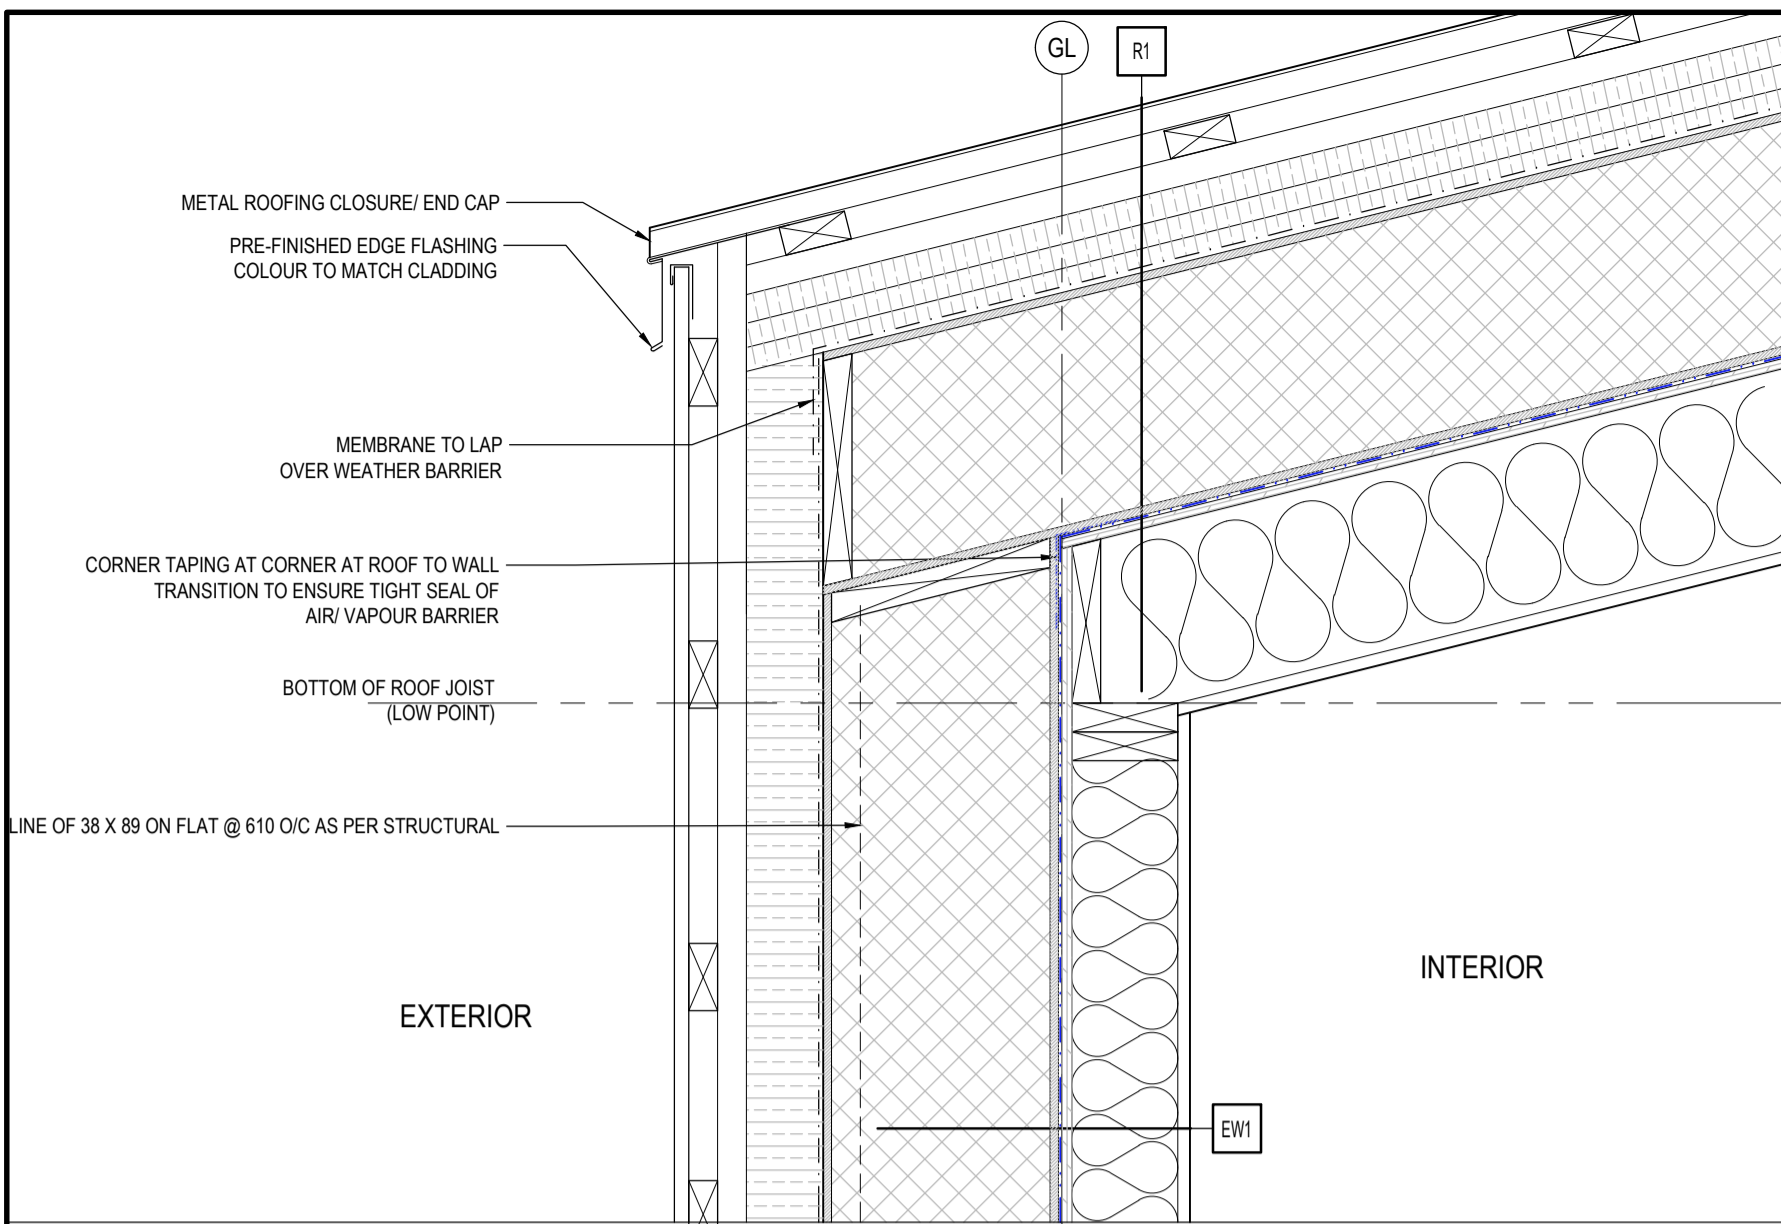 GL
R1
METAL ROOFING CLOSURE/ END CAP
PRE-FINISHED EDGE FLASHING
COLOUR TO MATCH CLADDING
MEMBRANE TO LAP
OVER WEATHER BARRIER
CORNER TAPING AT CORNER AT ROOF TO WALL
TRANSITION TO ENSURE TIGHT SEAL OF
AIR/ VAPOUR BARRIER
BOTTOM OF ROOF JOIST
(LOW POINT)
LINE OF 38 X 89 ON FLAT @ 610 O/C AS PER STRUCTURAL
INTERIOR
EXTERIOR
EW1